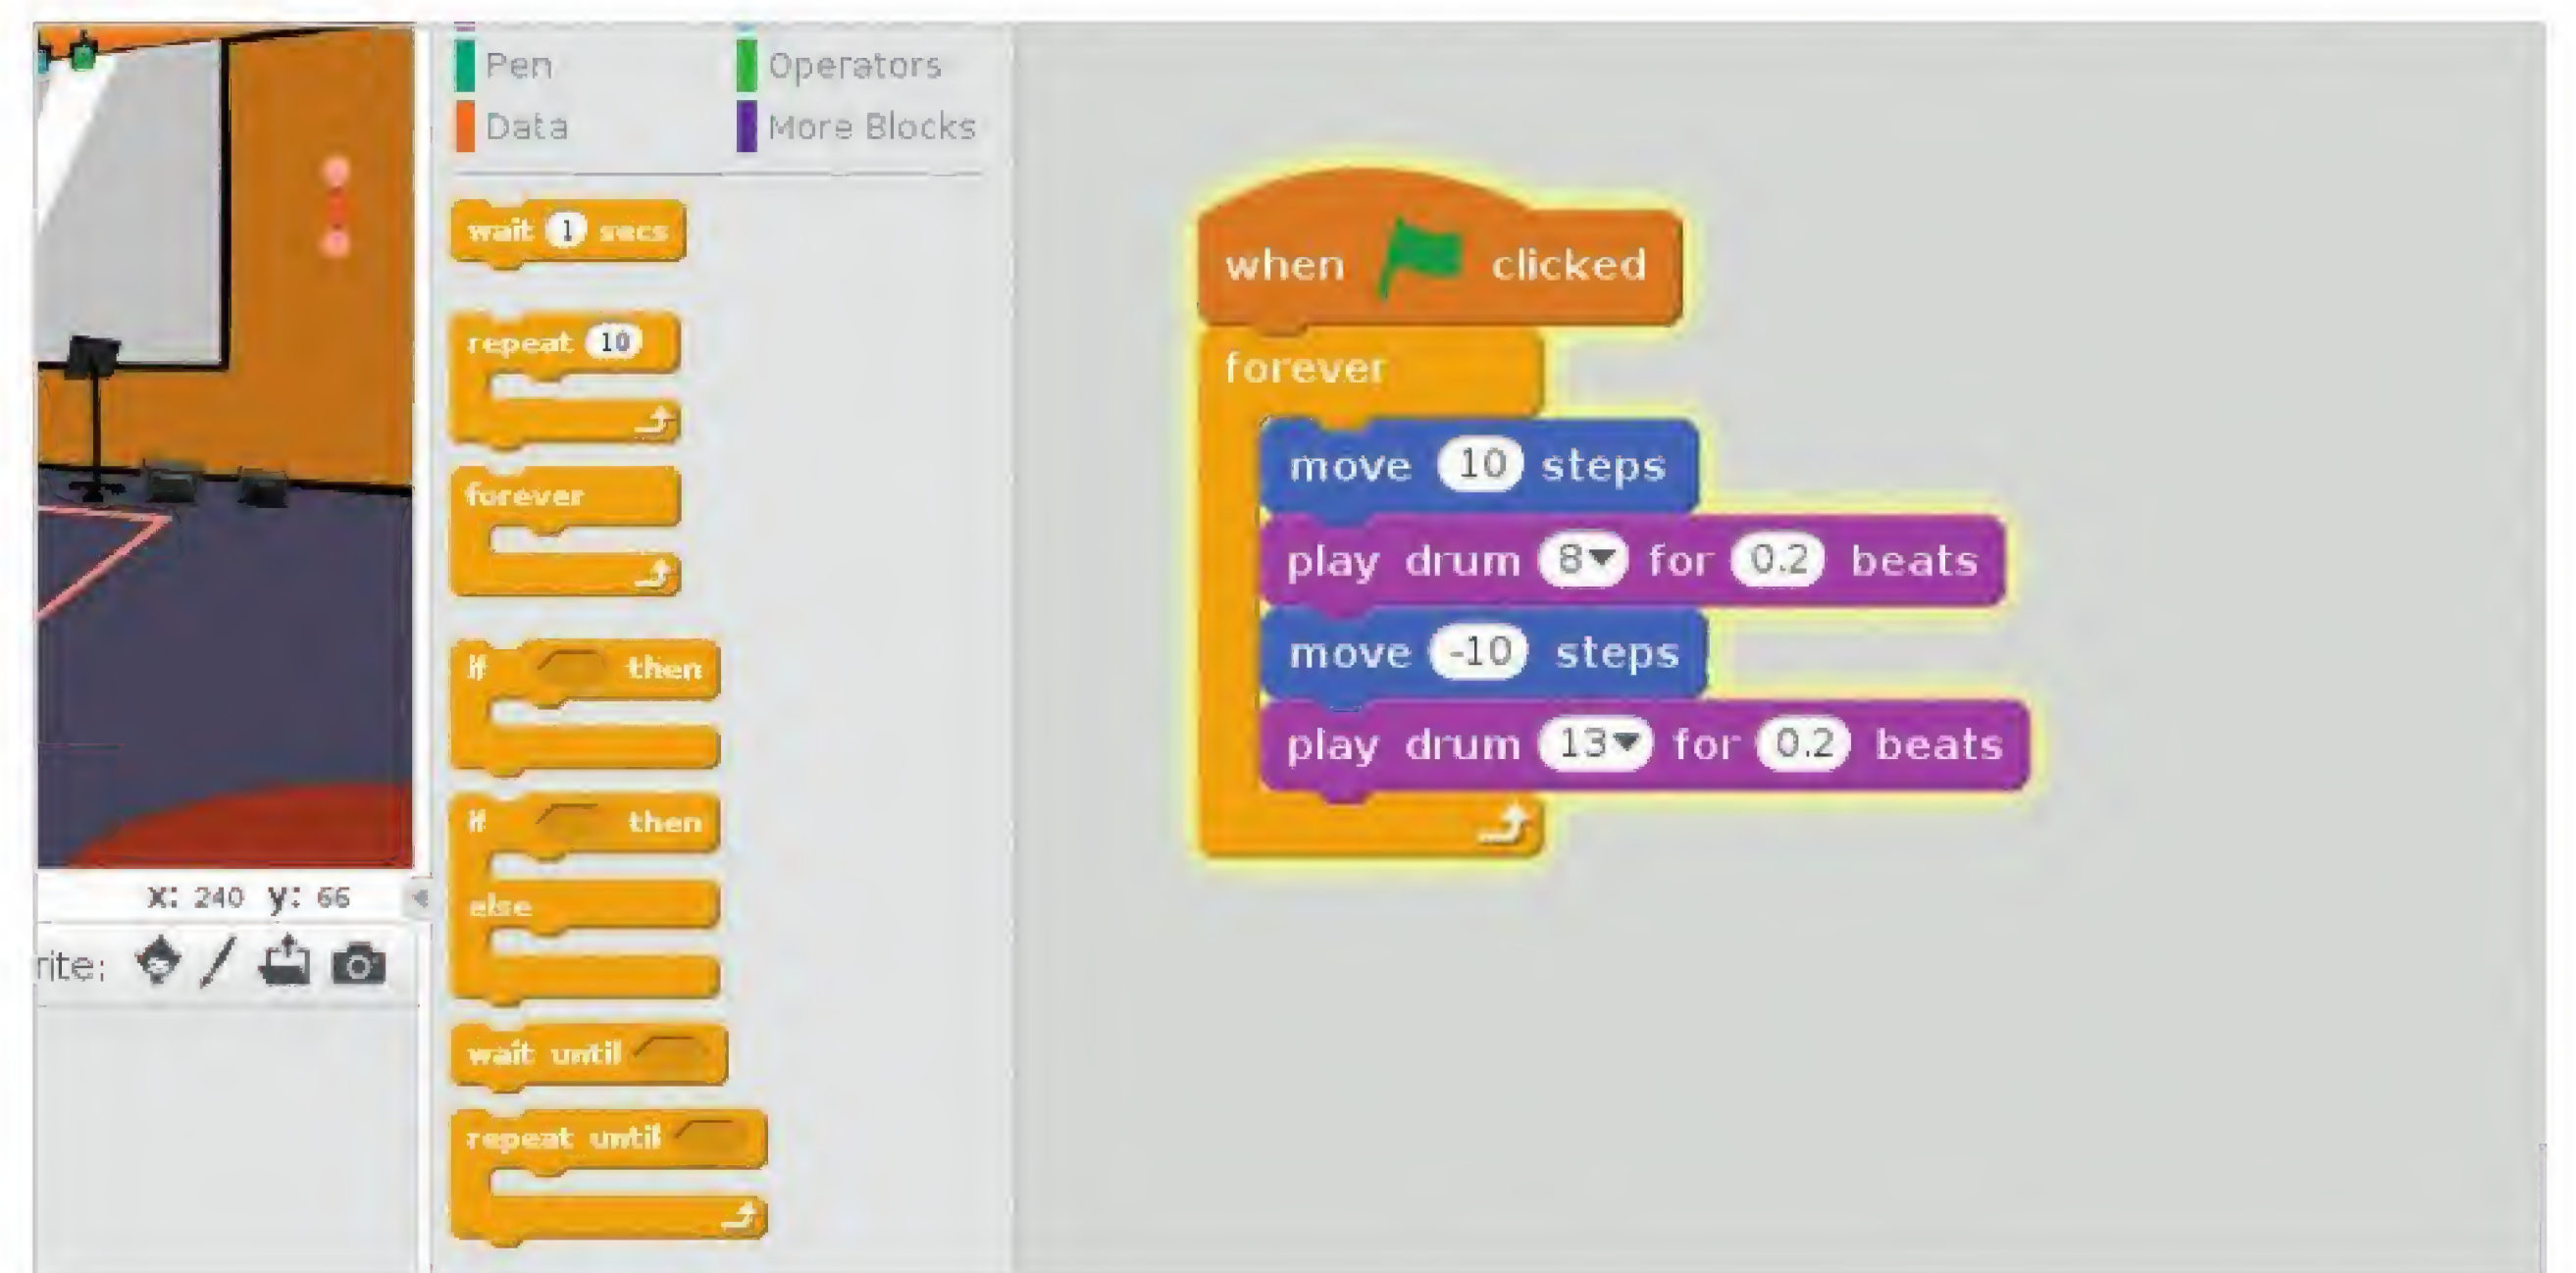 Pen
Operators
Data
More Blocks
wait 1 secs
repeat 10
forever
if then
if then
else
wait until
repeat until
when clicked
forever
move 10 steps
play drum 8 for 0.2 beats
move -10 steps
play drum 13 for 0.2 beats
x: 240 y: 66
rite: